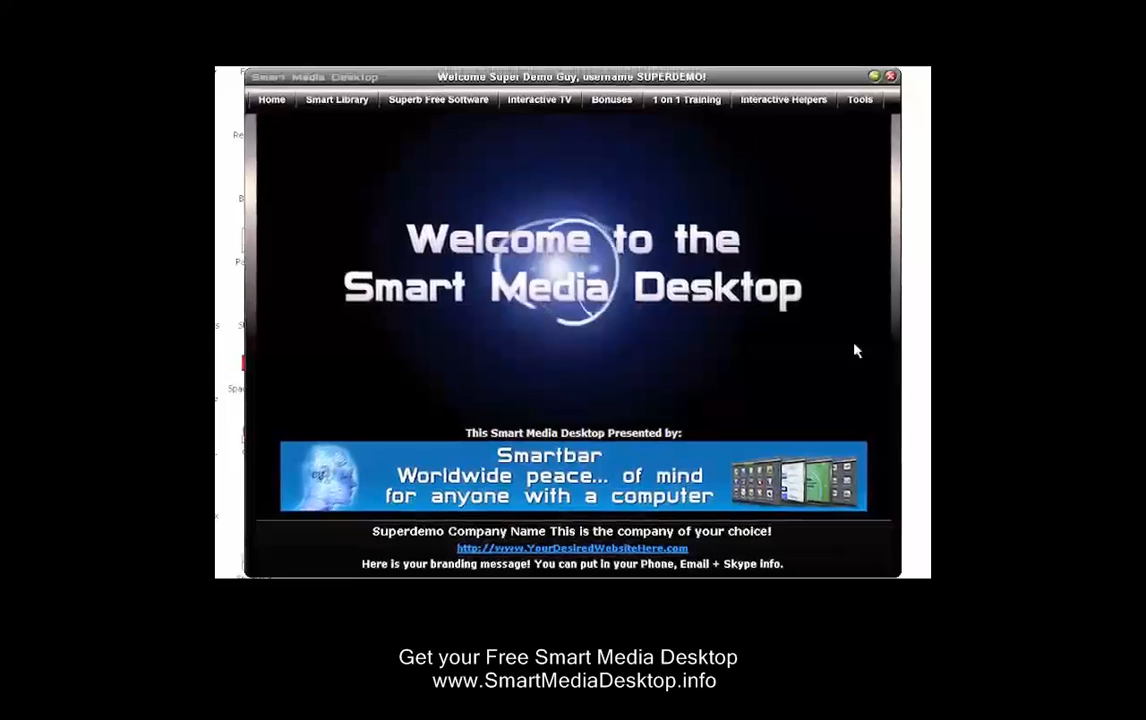 Smart Media Desktop
Welcome Super Demo Guy, username SUPERDEMO!
Home Smart Library Superb Free Software Interactive TV Bonuses 1 on 1 Training Interactive Helpers Tools
Welcome to the
Smart Media Desktop
This Smart Media Desktop Presented by:
Smartbar
Worldwide peace... of mind
for anyone with a computer
Superdemo Company Name This is the company of your choice!
http://www.YourDesiredWebsiteHere.com
Here is your branding message! You can put in your Phone, Email + Skype info.
Get your Free Smart Media Desktop
www.SmartMediaDesktop.info